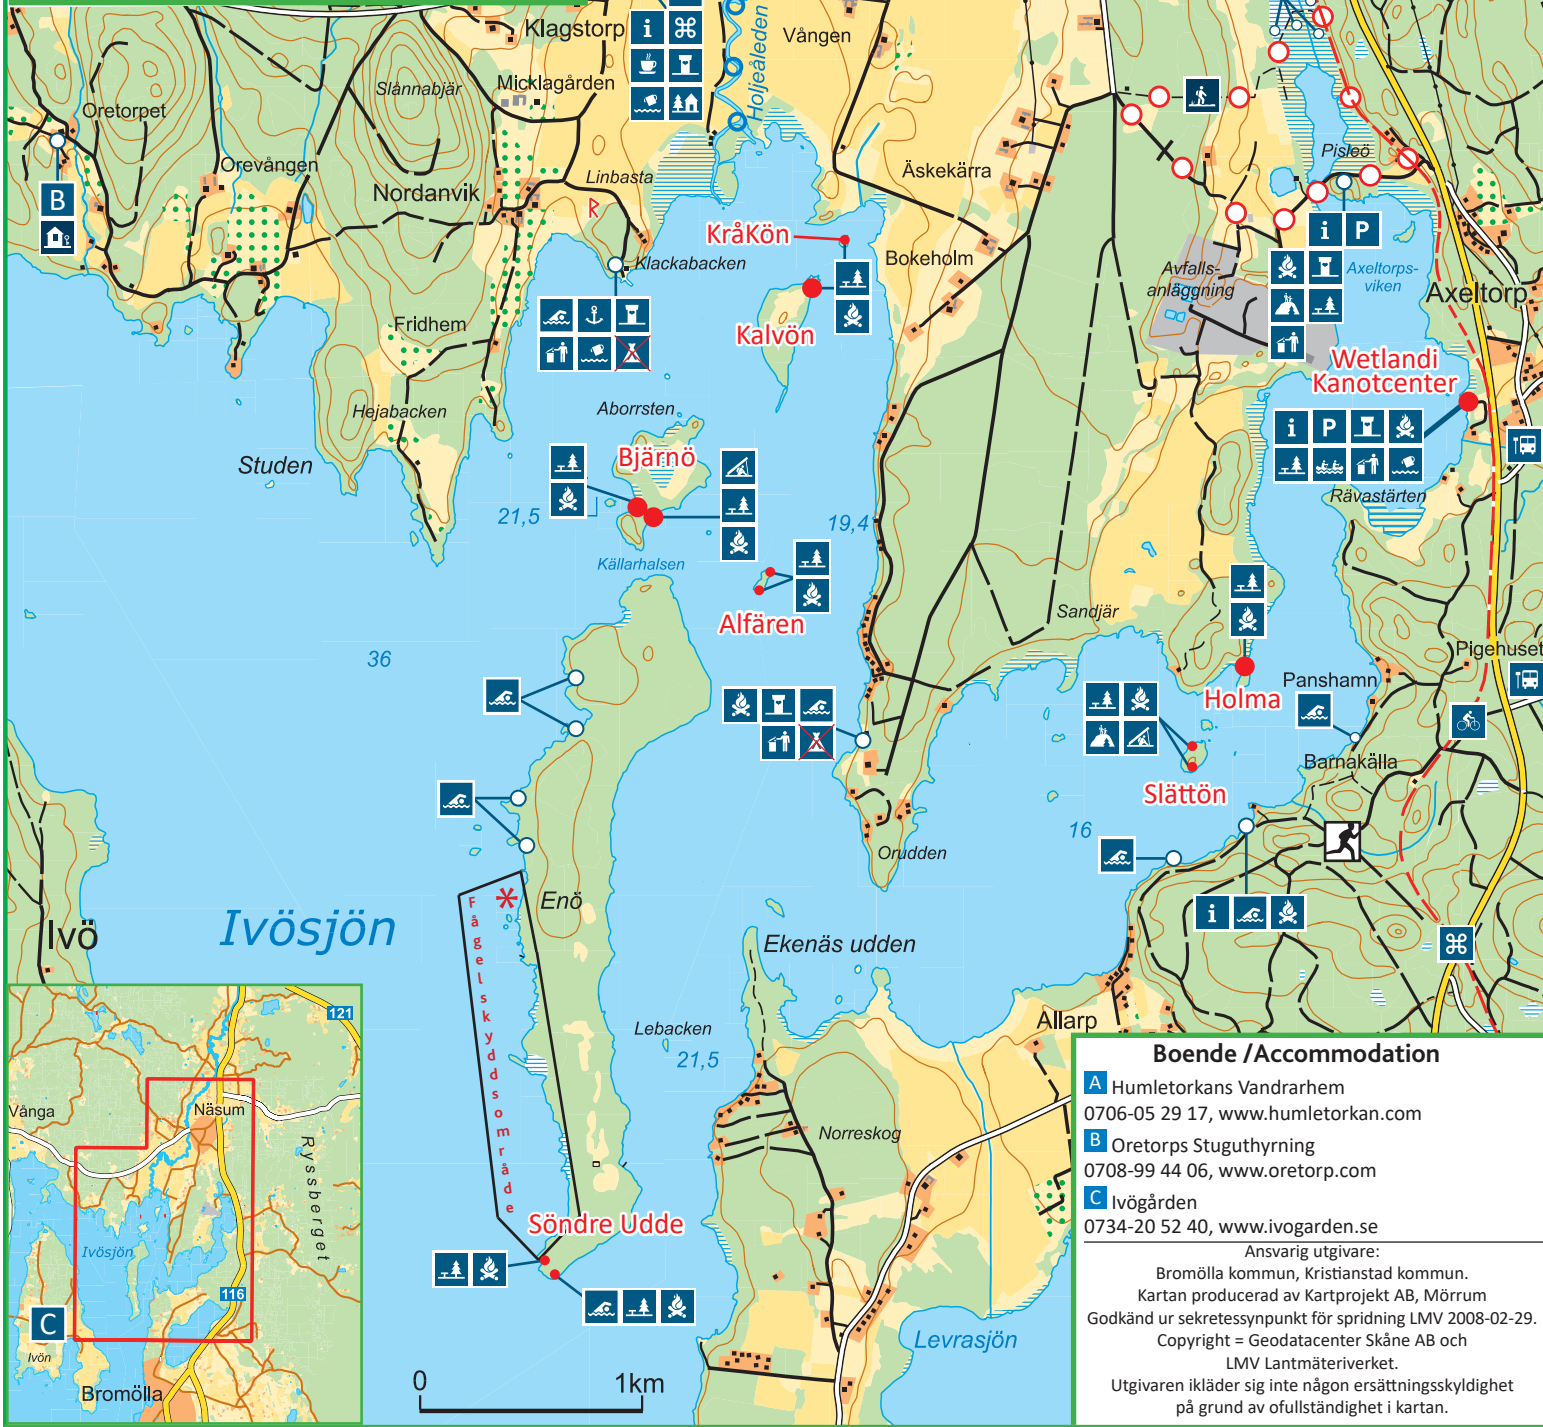 Klagstorp
Vången
Holjeåleden
Slännabjär
Micklagården
Oretorpet
Orevången
Linbasta
Nordanvik
Äskekärra
Pisleö
B
KråKön
Klackabacken
Bokeholm
i P
Avfalls-
anläggning
Axeltorps-
viken
Axeltorp
Fridhem
Kalvön
Wetlandi
Kanotcenter
Hejabacken
Aborrsten
i P
Studen
Bjärnö
Rävastärten
21,5
19,4
Källarhalsen
Alfären
Sandjär
36
Pigehuset
Panshamn
Holma
Barnakälla
Slättön
16
Orudden
Fågelskyddsområde
Enö
Ivö
Ivösjön
Ekenäs udden
i
Lebacken
21,5
Allarp
121
Vånga
Näsum
Ryssberget
Norreskog
Ivösjön
116
C
Ivön
Bromölla
Söndre Udde
Levrasjön
0 1km
Boende /Accommodation
A Humletorkans Vandrarhem
0706-05 29 17, www.humletorkan.com
B Oretorps Stuguthyrning
0708-99 44 06, www.oretorp.com
C Ivögården
0734-20 52 40, www.ivogarden.se
Ansvarig utgivare:
Bromölla kommun, Kristianstad kommun.
Kartan producerad av Kartprojekt AB, Mörrum
Godkänd ur sekretessynpunkt för spridning LMV 2008-02-29.
Copyright = Geodatacenter Skåne AB och
LMV Lantmäteriverket.
Utgivaren ikläder sig inte någon ersättningsskyldighet
på grund av ofullständighet i kartan.